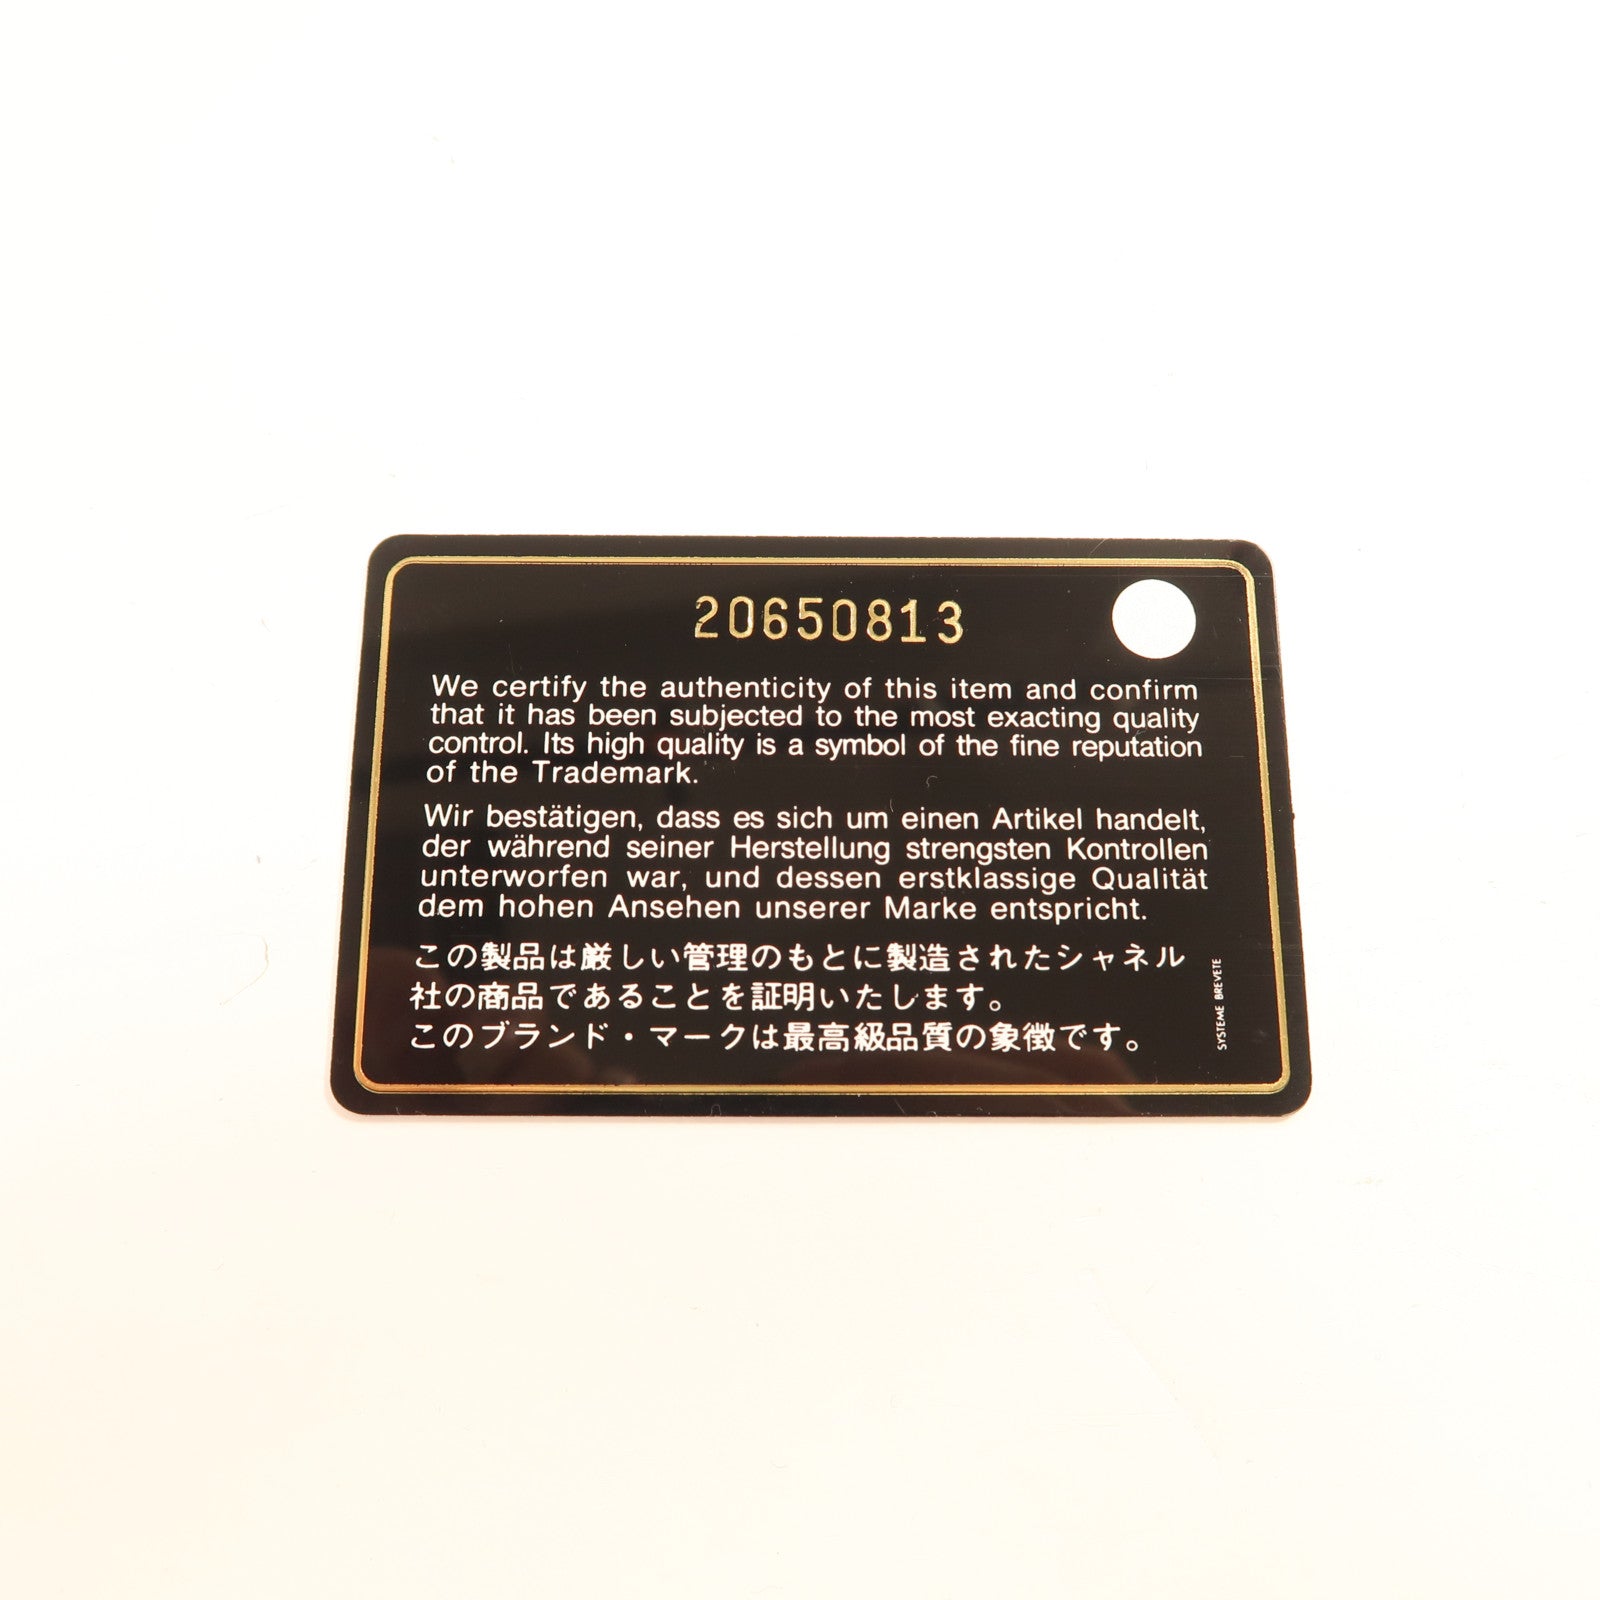 20650813
We certify the authenticity of this item and confirm
that it has been subjected to the most exacting quality
control. Its high quality is a symbol of the fine reputation
of the Trademark.
Wir bestätigen, dass es sich um einen Artikel handelt,
der während seiner Herstellung strengsten Kontrollen
unterworfen war, und dessen erstklassige Qualität
dem hohen Ansehen unserer Marke entspricht.
この製品は厳しい管理のもとに製造されたシャネル
社の商品であることを証明いたします。
このブランド・マークは最高級品質の象徴です。
SYSTEME BREVETE